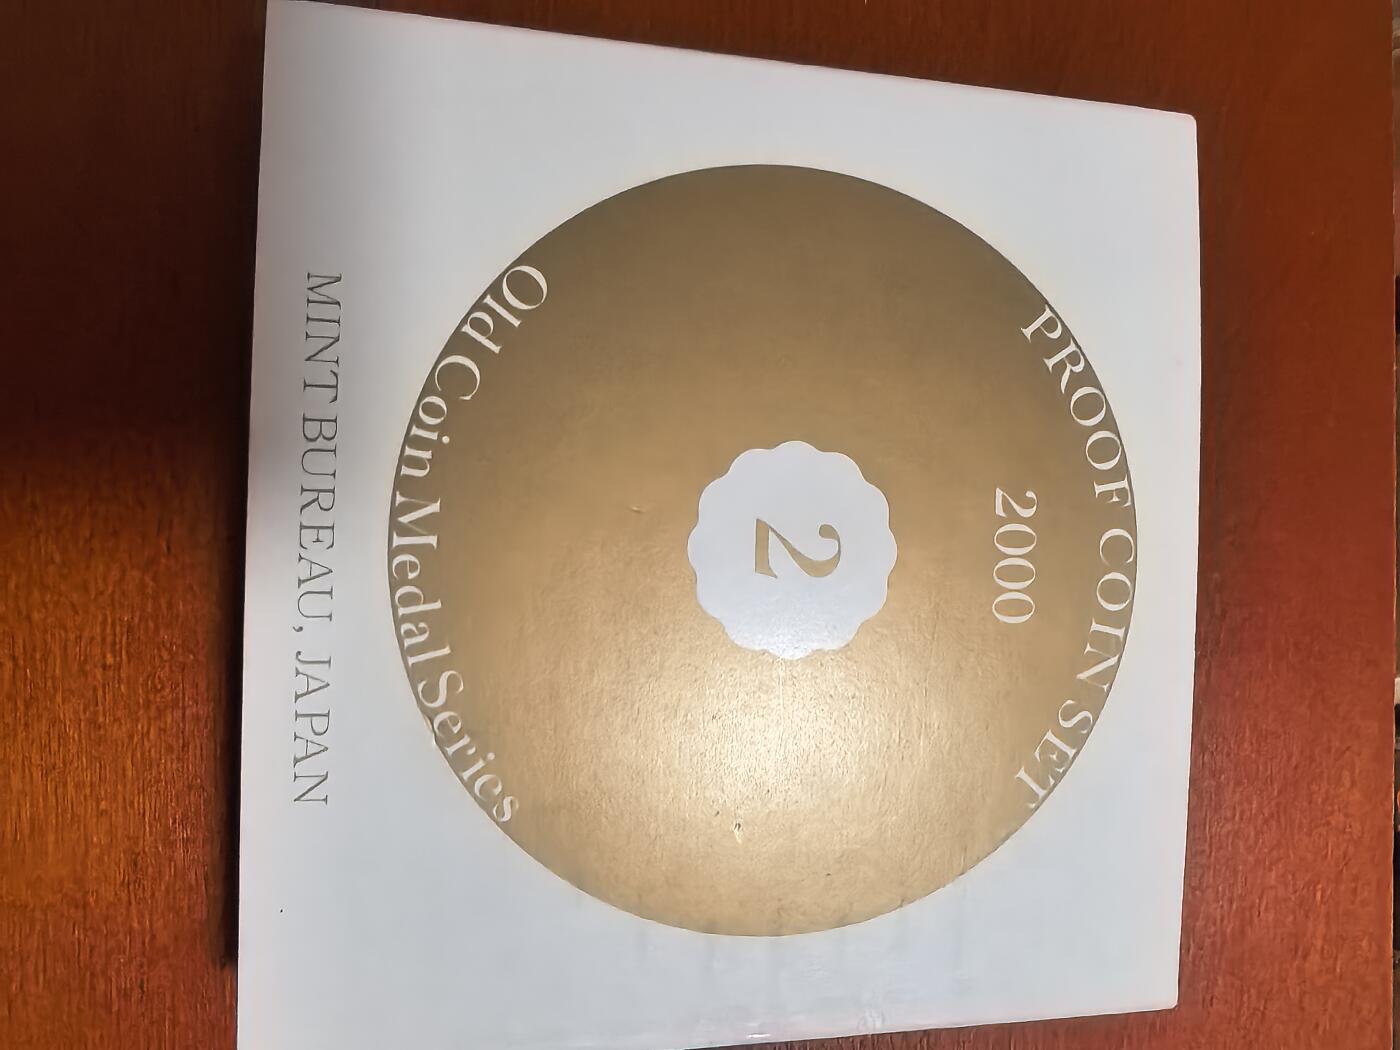 PROOF COIN SET
2000
2
Old Coin Medal Series
MINT BUREAU, JAPAN